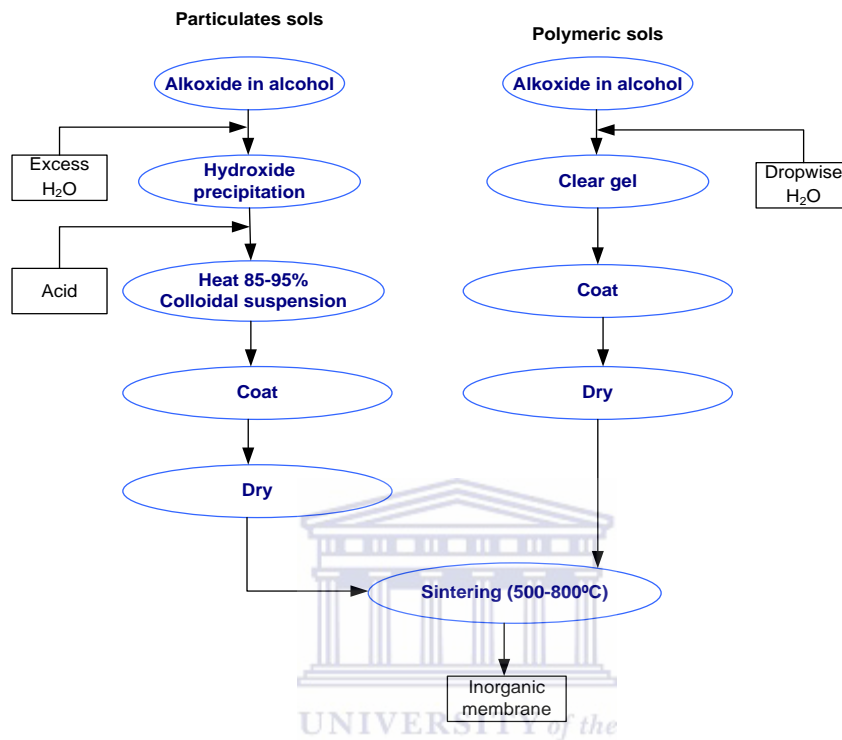 Particulates sols
Alkoxide in alcohol
Excess
H₂O
Hydroxide
precipitation
Acid
Heat 85-95%
Colloidal suspension
Coat
Dry
Polymeric sols
Alkoxide in alcohol
Dropwise
H₂O
Clear gel
Coat
Dry
Sintering (500-800ºC)
Inorganic
membrane
UNIVERSITY of the